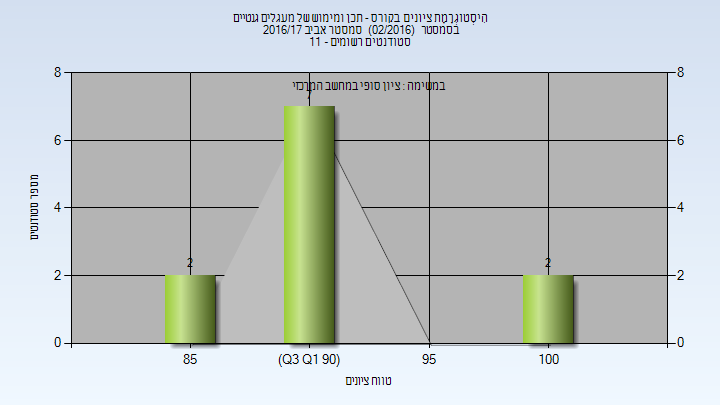 היסטוגרמת ציונים בקורס - תכן ומימוש של מעגלים גנטיים
בסמסטר (02/2016) סמסטר אביב 2016/17
סטודנטים רשומים - 11
במשימה : ציון סופי במחשב המרכזי
8 8
7
6 6
מספר סטודנטים
4 4
2 2
2 2
0 0
85 (Q3 Q1 90) 95 100
טווח ציונים